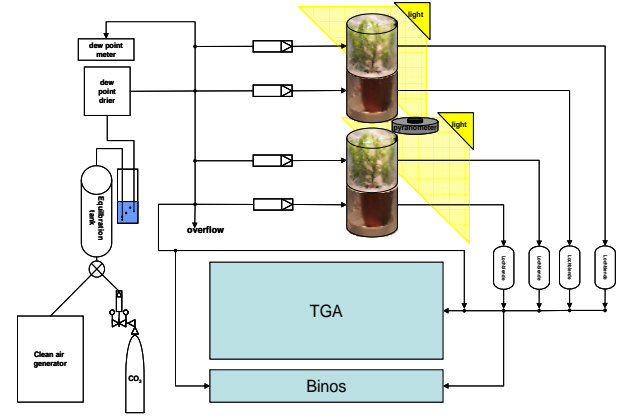 light
dew point
meter
dew
point
drier
pyranometer
light
Equilibration
tank
overflow
TGA
Clean air
generator
CO2
Binos